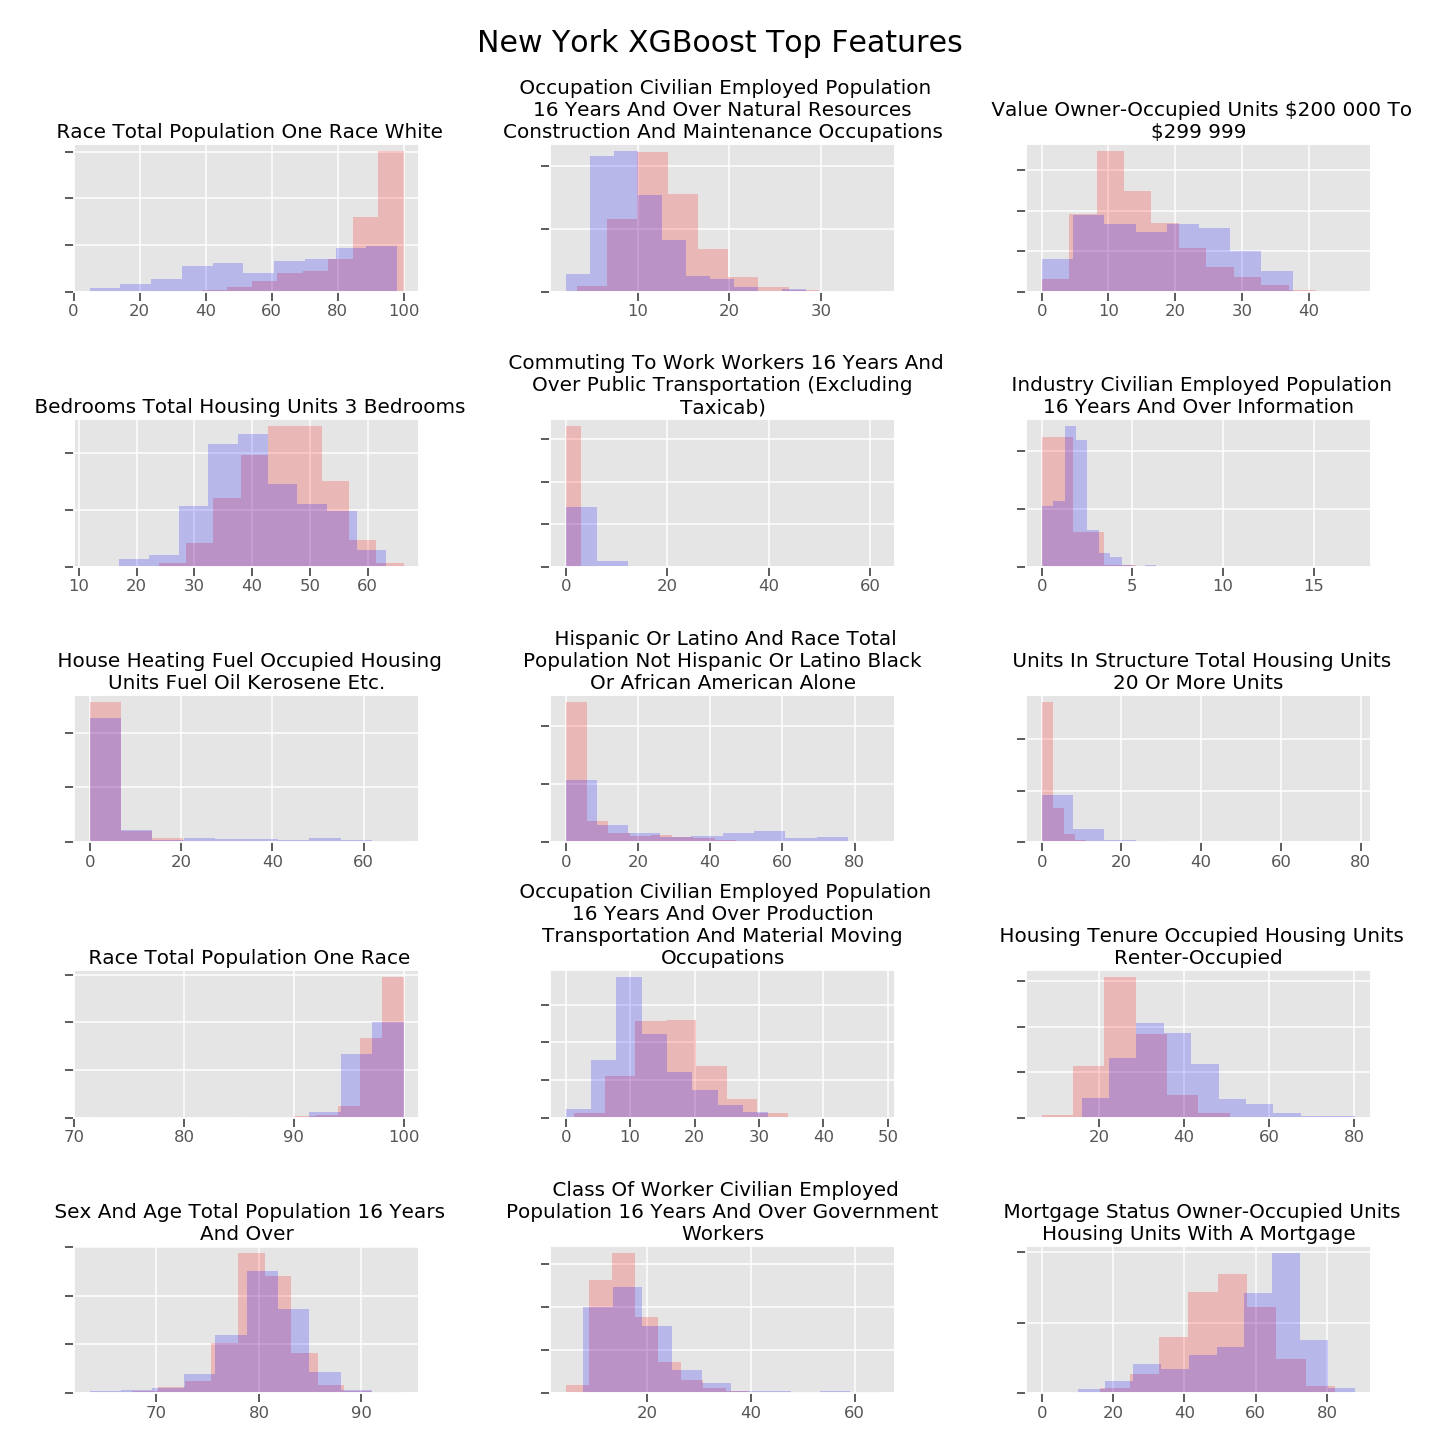 New York XGBoost Top Features
Race Total Population One Race White
0 20 40 60 80 100
Occupation Civilian Employed Population
16 Years And Over Natural Resources
Construction And Maintenance Occupations
10 20 30
Value Owner-Occupied Units $200 000 To
$299 999
0 10 20 30 40
Bedrooms Total Housing Units 3 Bedrooms
10 20 30 40 50 60
Commuting To Work Workers 16 Years And
Over Public Transportation (Excluding
Taxicab)
0 20 40 60
Industry Civilian Employed Population
16 Years And Over Information
0 5 10 15
House Heating Fuel Occupied Housing
Units Fuel Oil Kerosene Etc.
0 20 40 60
Hispanic Or Latino And Race Total
Population Not Hispanic Or Latino Black
Or African American Alone
0 20 40 60 80
Units In Structure Total Housing Units
20 Or More Units
0 20 40 60 80
Race Total Population One Race
70 80 90 100
Occupation Civilian Employed Population
16 Years And Over Production
Transportation And Material Moving
Occupations
0 10 20 30 40 50
Housing Tenure Occupied Housing Units
Renter-Occupied
20 40 60 80
Sex And Age Total Population 16 Years
And Over
70 80 90
Class Of Worker Civilian Employed
Population 16 Years And Over Government
Workers
20 40 60
Mortgage Status Owner-Occupied Units
Housing Units With A Mortgage
0 20 40 60 80